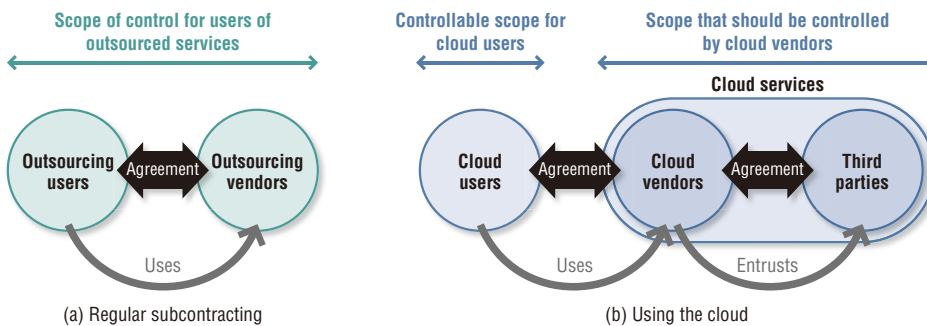 Scope of control for users of
outsourced services
Outsourcing
users
Agreement
Outsourcing
vendors
Uses
(a) Regular subcontracting
Controllable scope for
cloud users
Scope that should be controlled
by cloud vendors
Cloud services
Cloud
users
Agreement
Cloud
vendors
Agreement
Third
parties
Uses
Entrusts
(b) Using the cloud